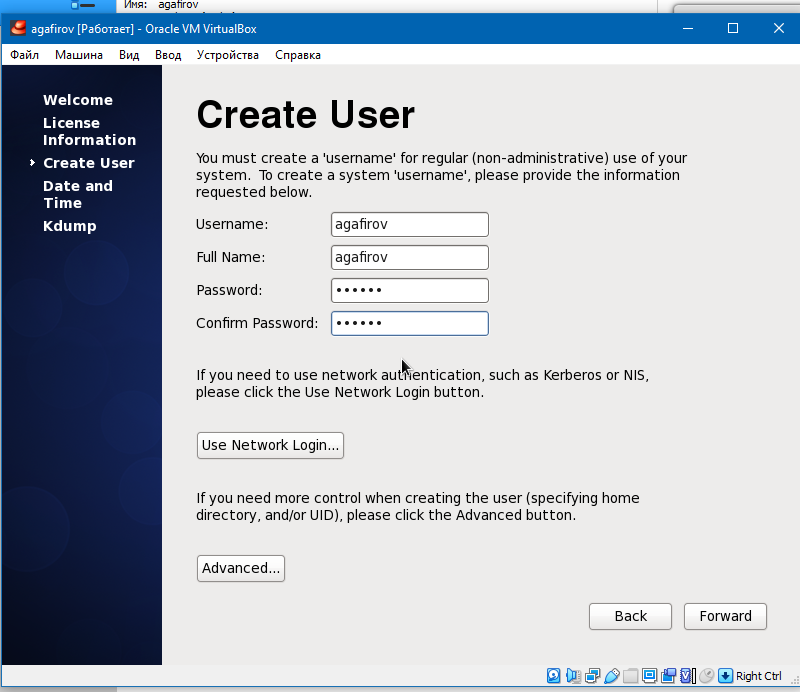 Имя: agafirov
agafirov [Работает] - Oracle VM VirtualBox
Файл Машина Вид Ввод Устройства Справка
Welcome
License
Information
Create User
Date and
Time
Kdump
Create User
You must create a 'username' for regular (non-administrative) use of your
system. To create a system 'username', please provide the information
requested below.
Username: agafirov
Full Name: agafirov
Password: ••••••
Confirm Password: ••••••
If you need to use network authentication, such as Kerberos or NIS,
please click the Use Network Login button.
Use Network Login...
If you need more control when creating the user (specifying home
directory, and/or UID), please click the Advanced button.
Advanced...
Back Forward
Right Ctrl